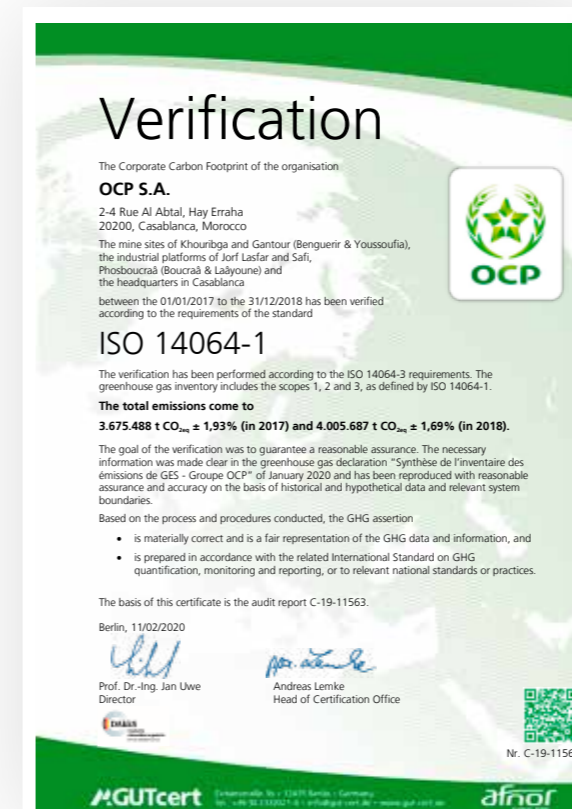 Verification
The Corporate Carbon Footprint of the organisation
OCP S.A.
2-4 Rue Al Abtal, Hay Erraha
20200, Casablanca, Morocco
The mine sites of Khouribga and Gantour (Benguerir & Youssoufia),
the industrial platforms of Jorf Lasfar and Safi,
Phosboucraâ (Boucraâ & Laâyoune) and
the headquarters in Casablanca
OCP
between the 01/01/2017 to the 31/12/2018 has been verified
according to the requirements of the standard
ISO 14064-1
The verification has been performed according to the ISO 14064-3 requirements. The
greenhouse gas inventory includes the scopes 1, 2 and 3, as defined by ISO 14064-1.
The total emissions come to
3.675.488 t CO2eq ± 1,93% (in 2017) and 4.005.687 t CO2eq ± 1,69% (in 2018).
The goal of the verification was to guarantee a reasonable assurance. The necessary
information was made clear in the greenhouse gas declaration "Synthèse de l'inventaire des
émissions de GES - Groupe OCP" of January 2020 and has been reproduced with reasonable
assurance and accuracy on the basis of historical and hypothetical data and relevant system
boundaries.
Based on the process and procedures conducted, the GHG assertion
• is materially correct and is a fair representation of the GHG data and information, and
• is prepared in accordance with the related International Standard on GHG
quantification, monitoring and reporting, or to relevant national standards or practices.
The basis of this certificate is the audit report C-19-11563.
Berlin, 11/02/2020
Prof. Dr.-Ing. Jan Uwe
Director
Andreas Lemke
Head of Certification Office
DAkkS
Nr. C-19-1156
GUTcert
afnor